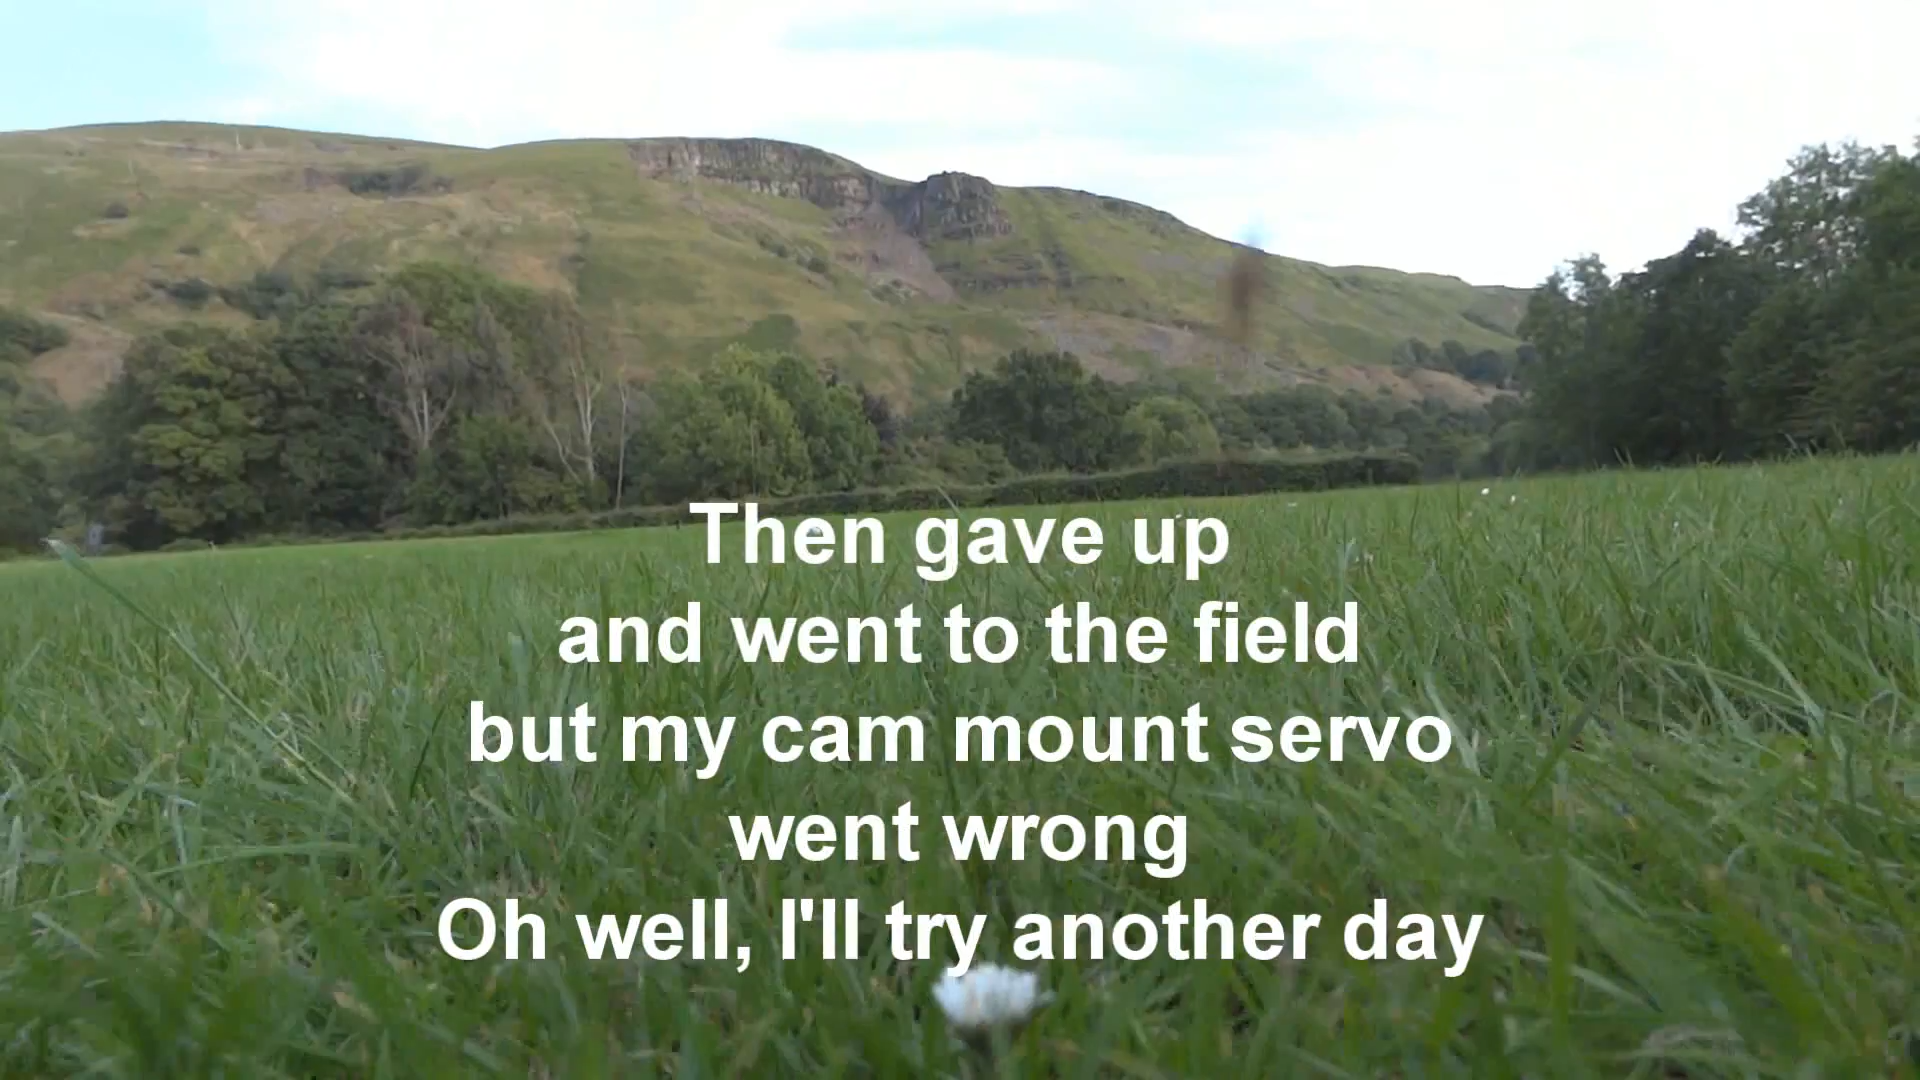 Then gave up
and went to the field
but my cam mount servo
went wrong
Oh well, I'll try another day